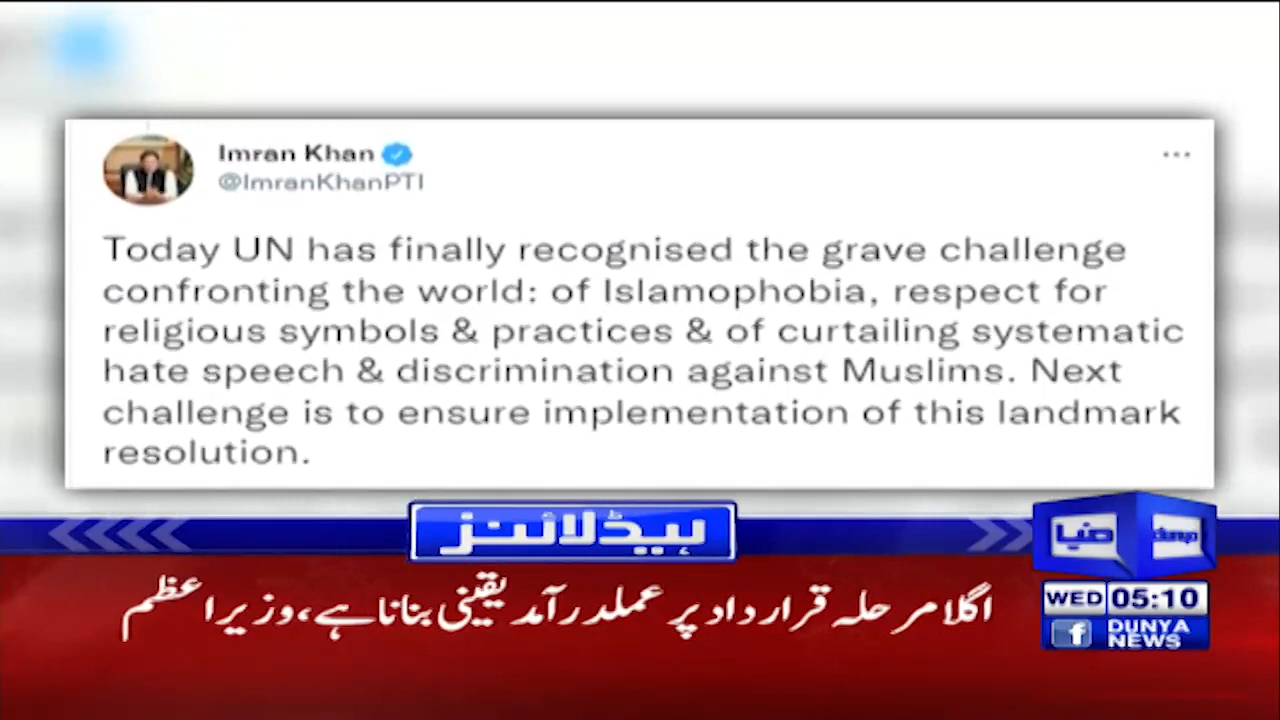 Imran Khan
@ImranKhanPTI
Today UN has finally recognised the grave challenge
confronting the world: of Islamophobia, respect for
religious symbols & practices & of curtailing systematic
hate speech & discrimination against Muslims. Next
challenge is to ensure implementation of this landmark
resolution.
ہیڈلائنز
دنیا
dunya
اگلا مرحلہ قرارداد پر عملدرآمد یقینی بنانا ہے، وزیراعظم
WED 05:10
f DUNYA
NEWS